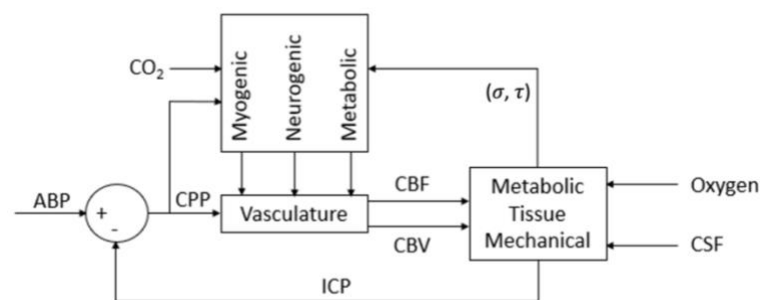 CO₂
Myogenic
Neurogenic
Metabolic
(σ, τ)
ABP
+
-
CPP
Vasculature
CBF
CBV
Metabolic
Tissue
Mechanical
Oxygen
CSF
ICP